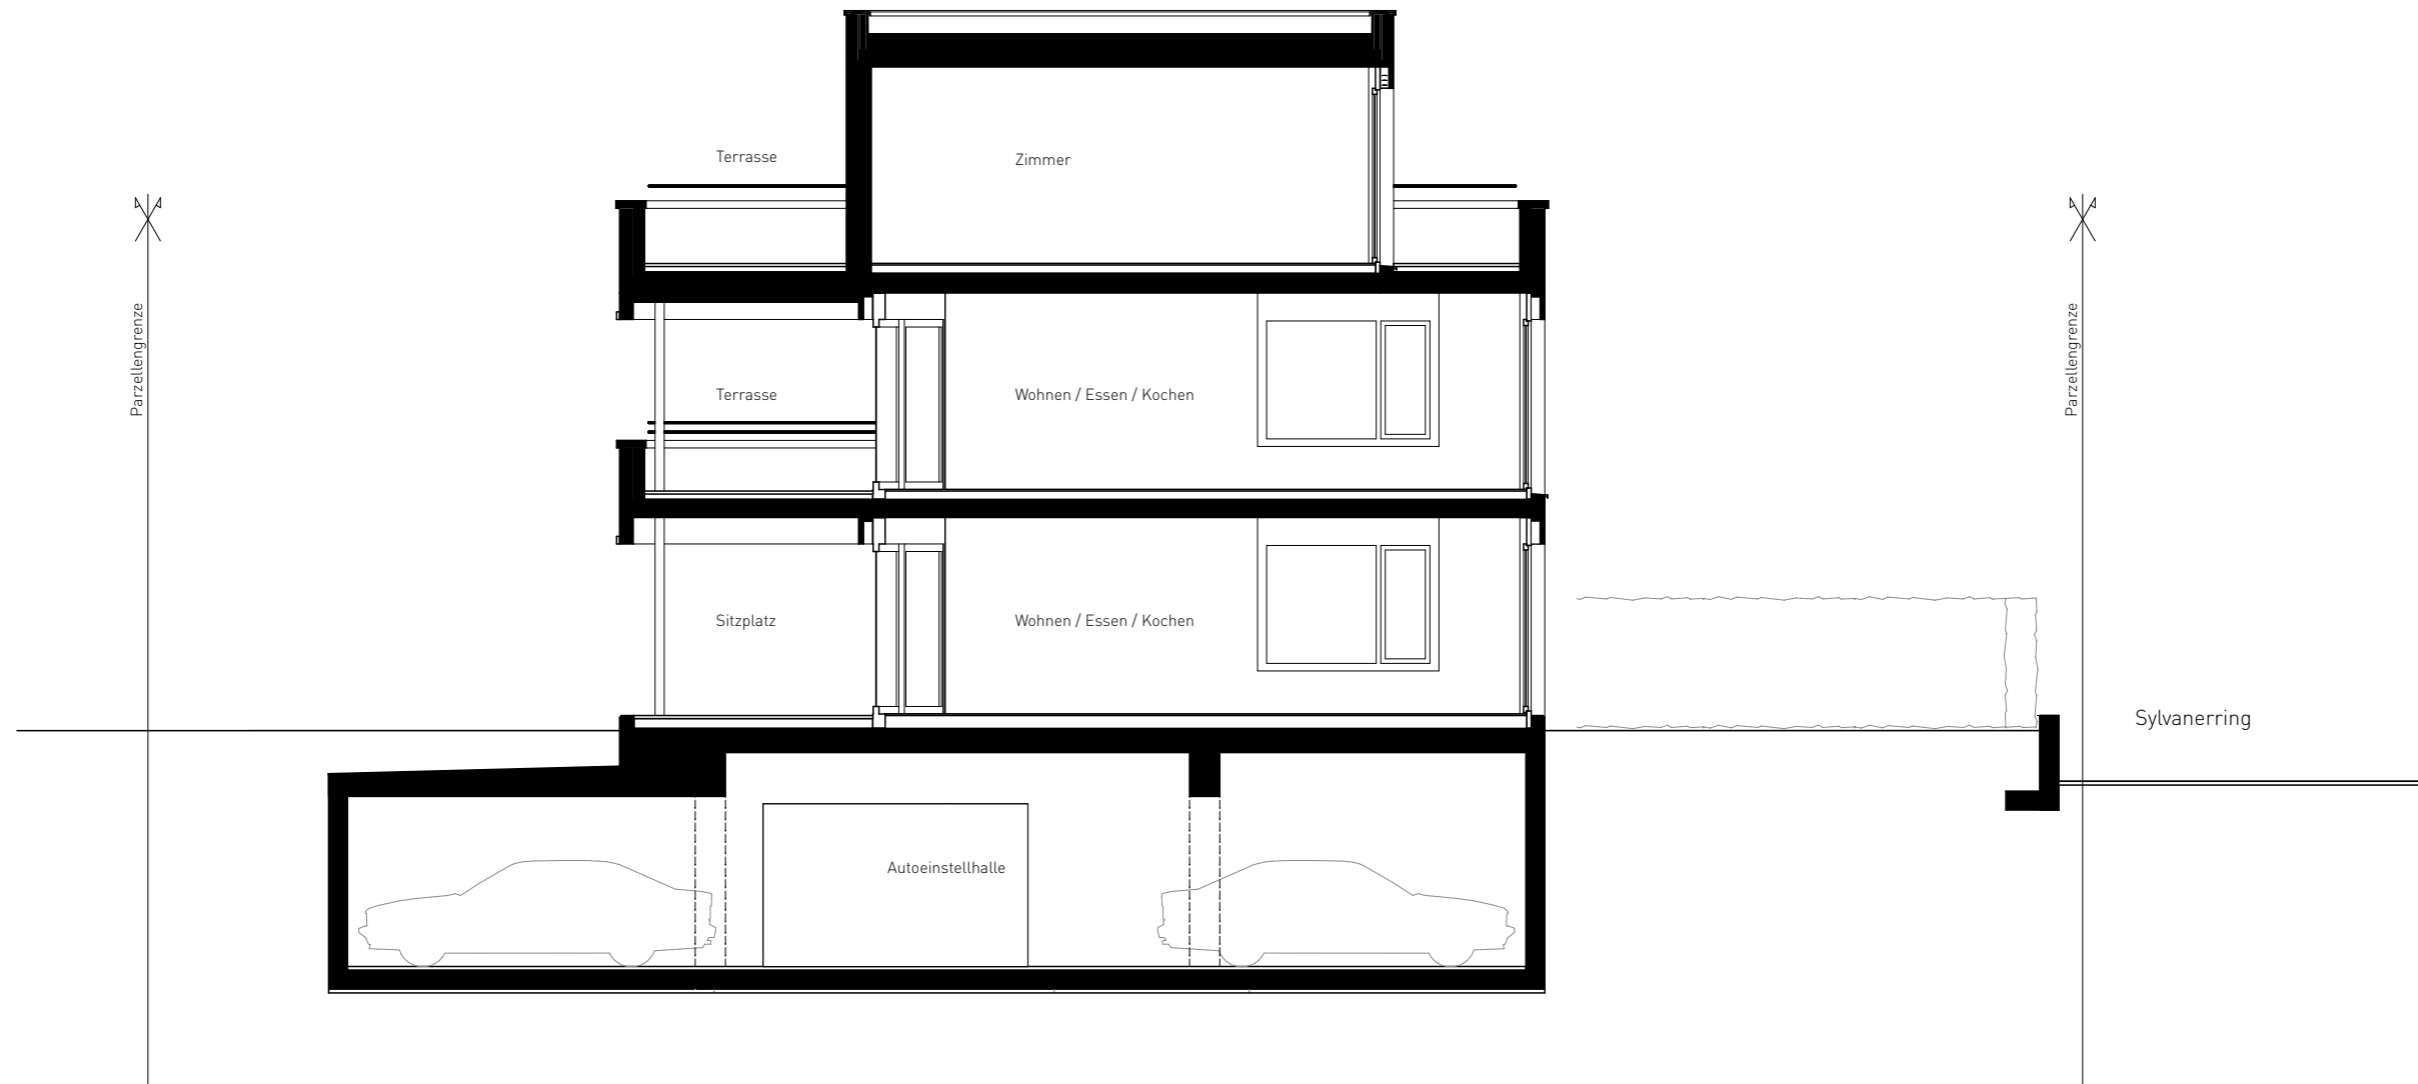 Terrasse
Zimmer
Parzellengrenze
Parzellengrenze
Terrasse
Wohnen / Essen / Kochen
Sitzplatz
Wohnen / Essen / Kochen
Sylvanerring
Autoeinstellhalle